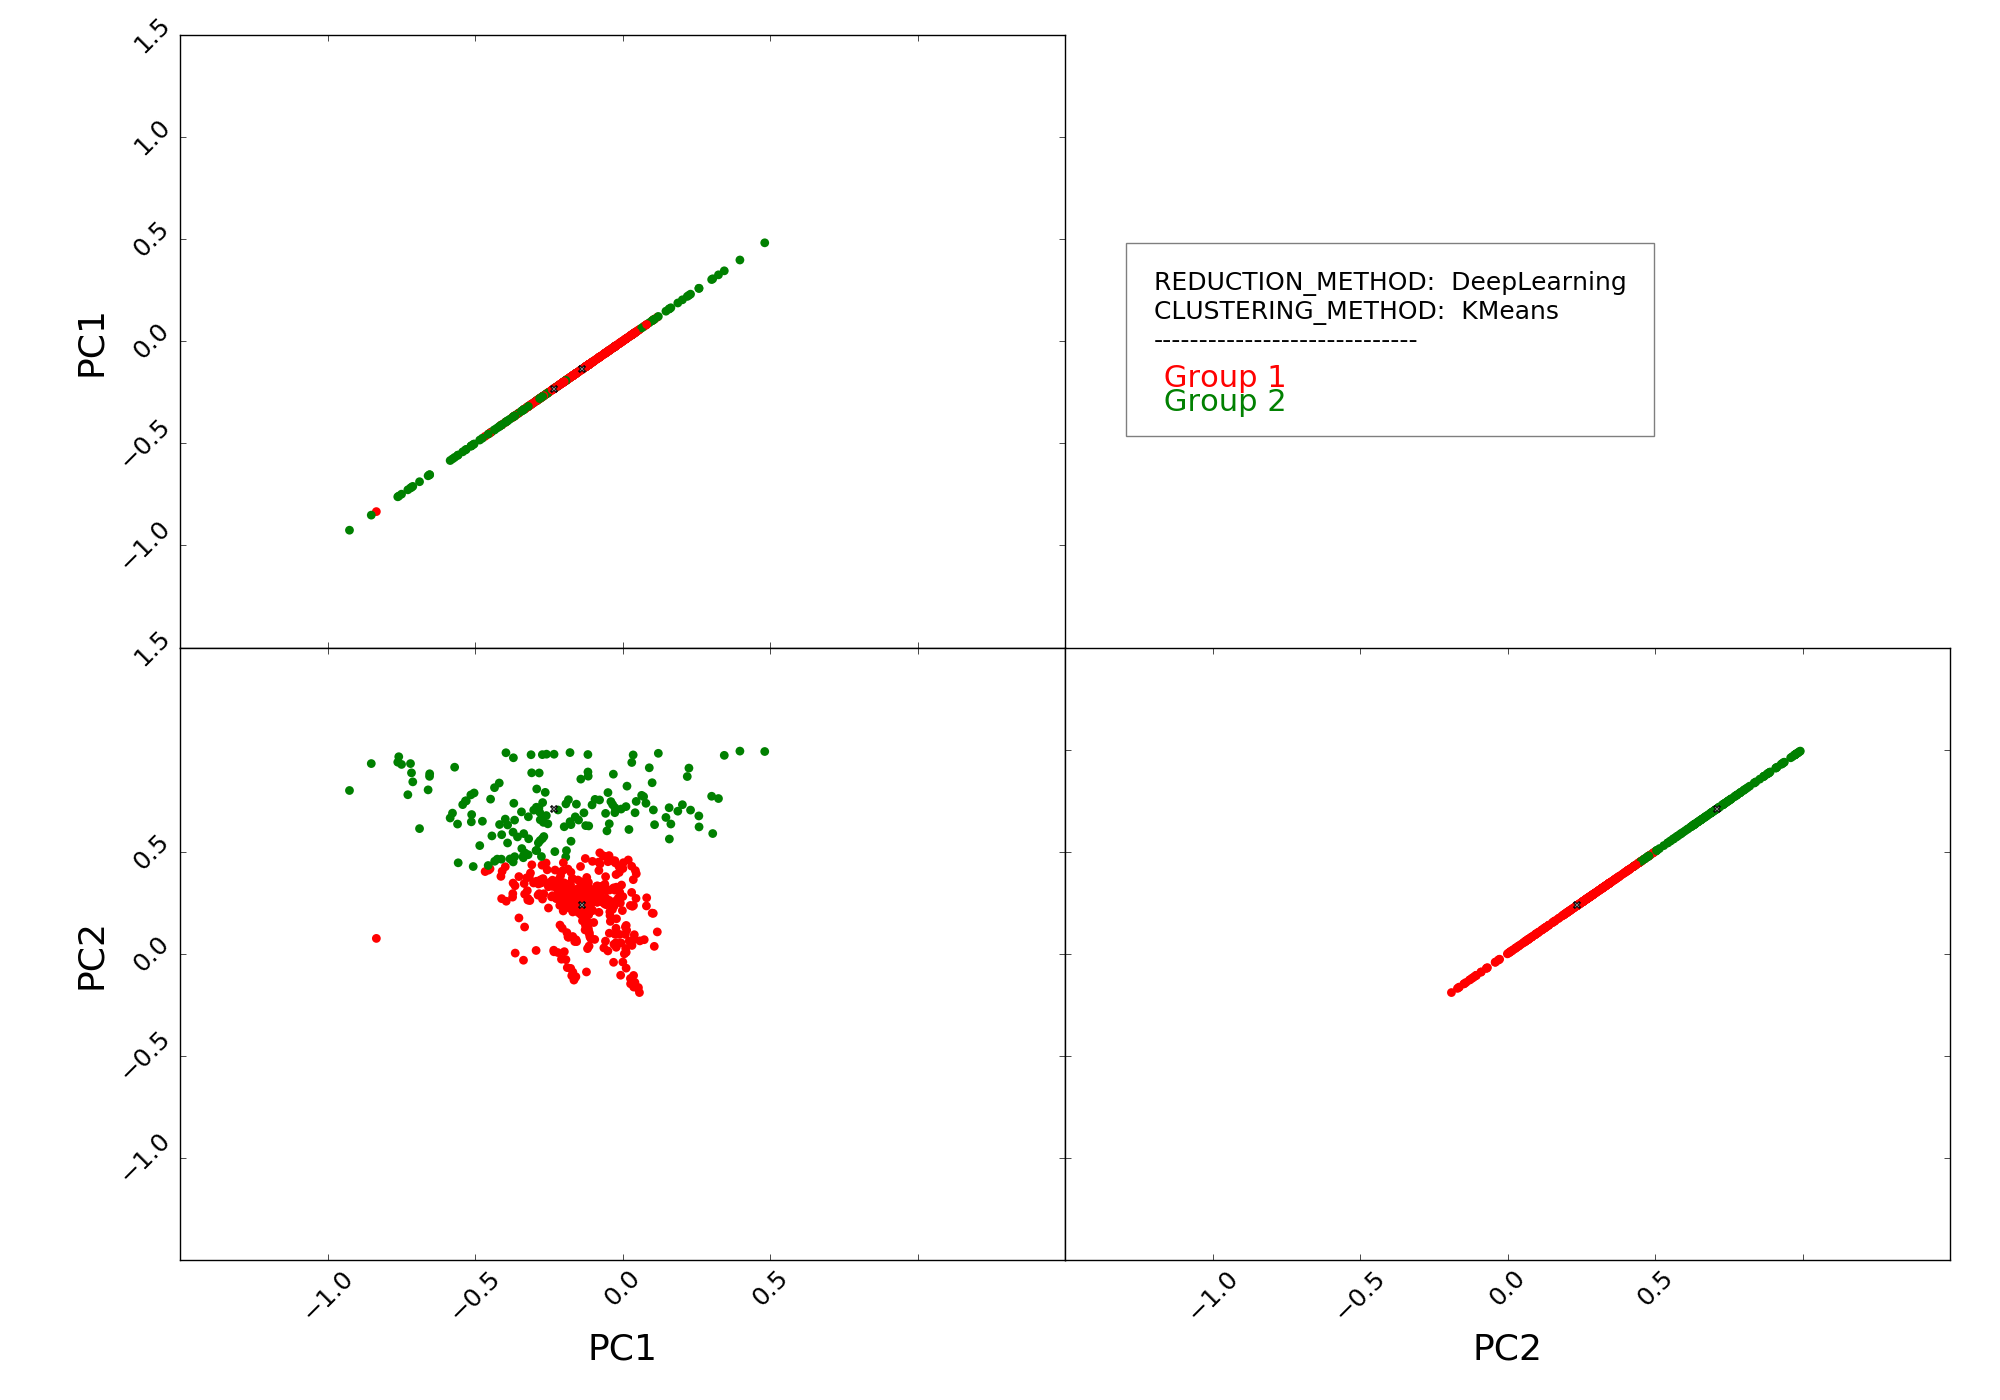 1.5
1.0
0.5
0.0
−0.5
−1.0
PC1
REDUCTION_METHOD:  DeepLearning
CLUSTERING_METHOD:  KMeans
-----------------------------
Group 1
Group 2
1.5
0.5
0.0
−0.5
−1.0
PC2
−1.0 −0.5 0.0 0.5
−1.0 −0.5 0.0 0.5
PC1
PC2